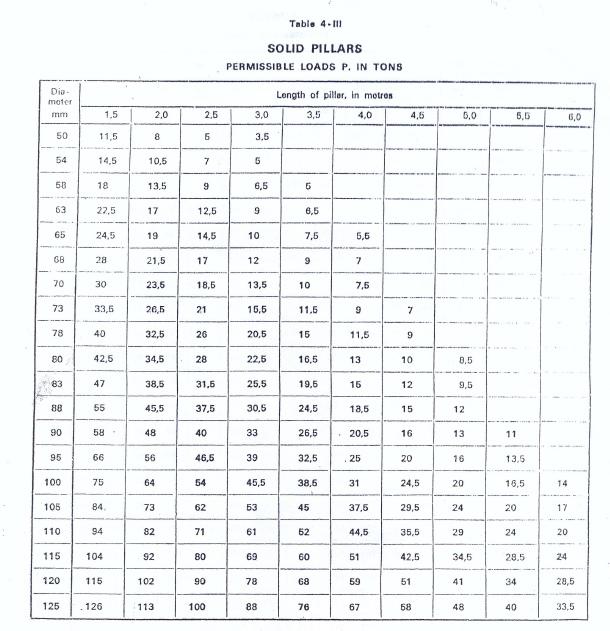 Table 4-III
SOLID PILLARS
PERMISSIBLE LOADS P. IN TONS
Dia-meter mm Length of pillar, in metres
1,5 2,0 2,5 3,0 3,5 4,0 4,5 5,0 5,5 6,0
50 11,5 8 5 3,5
54 14,5 10,5 7 5
58 18 13,5 9 6,5 5
63 22,5 17 12,5 9 6,5
65 24,5 19 14,5 10 7,5 5,5
68 28 21,5 17 12 9 7
70 30 23,5 18,5 13,5 10 7,5
73 33,5 26,5 21 15,5 11,5 9 7
78 40 32,5 26 20,5 15 11,5 9
80 42,5 34,5 28 22,5 16,5 13 10 8,5
83 47 38,5 31,5 25,5 19,5 15 12 9,5
88 55 45,5 37,5 30,5 24,5 18,5 15 12
90 58 48 40 33 26,5 20,5 16 13 11
95 66 56 46,5 39 32,5 25 20 16 13,5
100 75 64 54 45,5 38,5 31 24,5 20 16,5 14
105 84 73 62 53 45 37,5 29,5 24 20 17
110 94 82 71 61 52 44,5 35,5 29 24 20
115 104 92 80 69 60 51 42,5 34,5 28,5 24
120 115 102 90 78 68 59 51 41 34 28,5
125 126 113 100 88 76 67 58 48 40 33,5